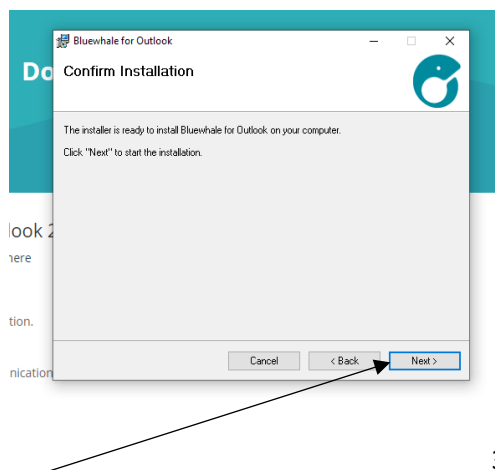 Bluewhale for Outlook
Do
Confirm Installation
The installer is ready to install Bluewhale for Outlook on your computer.
Click "Next" to start the installation.
look 2
here
tion.
nication
Cancel
< Back
Next >